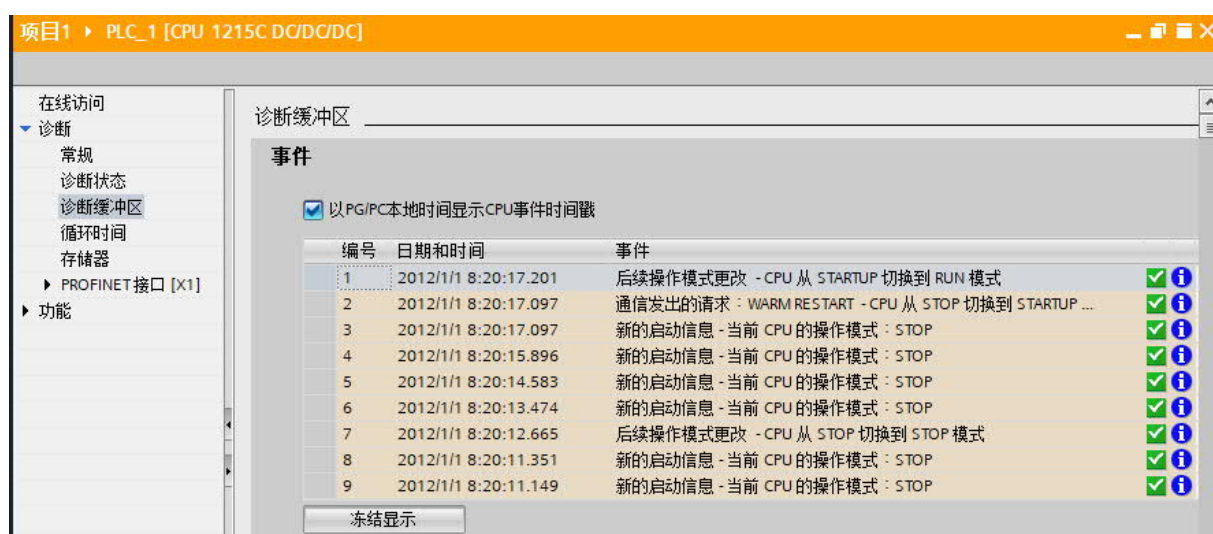 项目1 ▸ PLC_1 [CPU 1215C DC/DC/DC]
在线访问
诊断
常规
诊断状态
诊断缓冲区
循环时间
存储器
PROFINET接口 [X1]
功能
诊断缓冲区
事件
以PG/PC本地时间显示CPU事件时间戳
编号 日期和时间 事件
1 2012/1/1 8:20:17.201 后续操作模式更改 - CPU 从 STARTUP 切换到 RUN 模式
2 2012/1/1 8:20:17.097 通信发出的请求：WARM RESTART - CPU 从 STOP 切换到 STARTUP ...
3 2012/1/1 8:20:17.097 新的启动信息 - 当前 CPU 的操作模式：STOP
4 2012/1/1 8:20:15.896 新的启动信息 - 当前 CPU 的操作模式：STOP
5 2012/1/1 8:20:14.583 新的启动信息 - 当前 CPU 的操作模式：STOP
6 2012/1/1 8:20:13.474 新的启动信息 - 当前 CPU 的操作模式：STOP
7 2012/1/1 8:20:12.665 后续操作模式更改 - CPU 从 STOP 切换到 STOP 模式
8 2012/1/1 8:20:11.351 新的启动信息 - 当前 CPU 的操作模式：STOP
9 2012/1/1 8:20:11.149 新的启动信息 - 当前 CPU 的操作模式：STOP
冻结显示